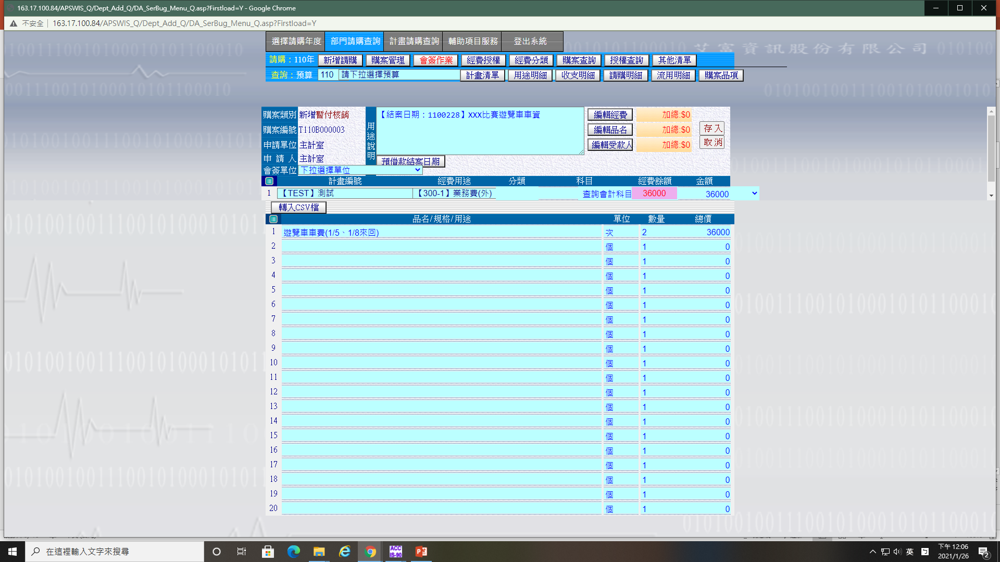 163.17.100.84/APSWIS_Q/Dept_Add_Q/DA_SerBug_Menu_Q.asp?Firstload=Y - Google Chrome
不安全 163.17.100.84/APSWIS_Q/Dept_Add_Q/DA_SerBug_Menu_Q.asp?Firstload=Y
選擇請購年度 部門請購查詢 計畫請購查詢 輔助項目服務 登出系統
艾富資訊股份有限公司
請購：110年 新增請購 購案管理 會簽作業 經費授權 經費分類 購案查詢 授權查詢 其他清單
查詢：預算 110 請下拉選擇預算 計畫清單 用途明細 收支明細 請購明細 流用明細 購案品項
購案類別 新增暫付核銷
購案編號 T110B000003
申請單位 主計室
申 請 人 主計室
會簽單位 下拉選擇單位
用途說明
【結案日期：1100228】XXX比賽遊覽車車資
預借款結案日期
編輯經費 加總:$0
編輯品名 加總:$0
編輯受款人 加總:$0
存入
取消
計畫編號 經費用途 分類 科目 經費餘額 金額
1 【TEST】測試 【300-1】業務費(外) 查詢會計科目 36000 36000
轉入CSV檔
品名/規格/用途 單位 數量 總價
1 遊覽車車費(1/5、1/8來回) 次 2 36000
2 個 1 0
3 個 1 0
4 個 1 0
5 個 1 0
6 個 1 0
7 個 1 0
8 個 1 0
9 個 1 0
10 個 1 0
11 個 1 0
12 個 1 0
13 個 1 0
14 個 1 0
15 個 1 0
16 個 1 0
17 個 1 0
18 個 1 0
19 個 1 0
20 個 1 0
在這裡輸入文字來搜尋
ACC
IS-90
英
下午 12:06
2021/1/26
2